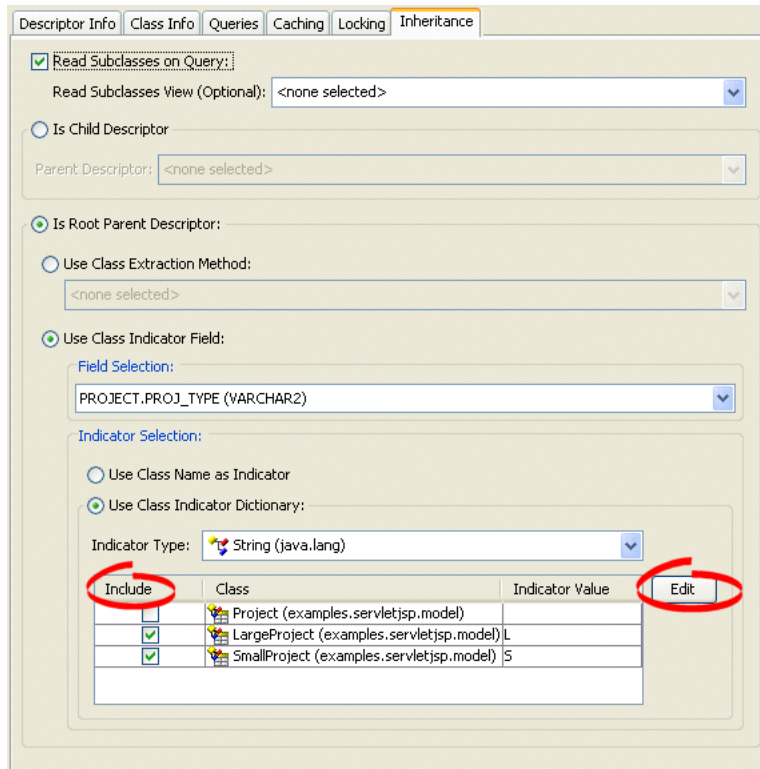 Descriptor Info Class Info Queries Caching Locking Inheritance
Read Subclasses on Query:
Read Subclasses View (Optional): <none selected>
Is Child Descriptor
Parent Descriptor: <none selected>
Is Root Parent Descriptor:
Use Class Extraction Method:
<none selected>
Use Class Indicator Field:
Field Selection:
PROJECT.PROJ_TYPE (VARCHAR2)
Indicator Selection:
Use Class Name as Indicator
Use Class Indicator Dictionary:
Indicator Type: String (java.lang)
Include Class Indicator Value Edit
Project (examples.servletjsp.model)
LargeProject (examples.servletjsp.model) L
SmallProject (examples.servletjsp.model) S